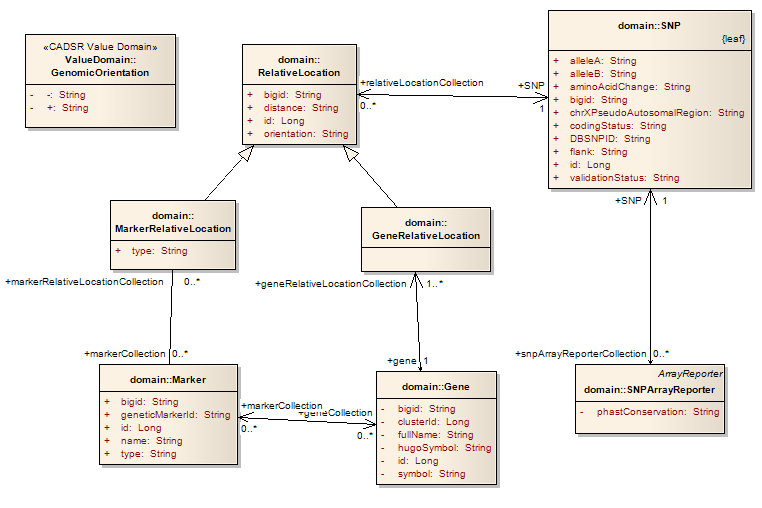 «CADSR Value Domain»
ValueDomain::
GenomicOrientation
- -: String
- +: String
domain::
RelativeLocation
+ bigid: String
+ distance: String
+ id: Long
+ orientation: String
+relativeLocationCollection
0..*
+SNP
1
domain::SNP
{leaf}
+ alleleA: String
+ alleleB: String
+ aminoAcidChange: String
+ bigid: String
+ chrXPseudoAutosomalRegion: String
+ codingStatus: String
+ DBSNPID: String
+ flank: String
+ id: Long
+ validationStatus: String
+SNP 1
domain::
MarkerRelativeLocation
+ type: String
domain::
GeneRelativeLocation
+markerRelativeLocationCollection 0..*
+geneRelativeLocationCollection 1..*
+markerCollection 0..*
+gene 1
+snpArrayReporterCollection 0..*
domain::Marker
+ bigid: String
+ geneticMarkerId: String
+ id: Long
+ name: String
+ type: String
+markerCollection
0..*
+geneCollection
0..*
domain::Gene
- bigid: String
- clusterId: Long
- fullName: String
- hugoSymbol: String
- id: Long
- symbol: String
ArrayReporter
domain::SNPArrayReporter
- phastConservation: String